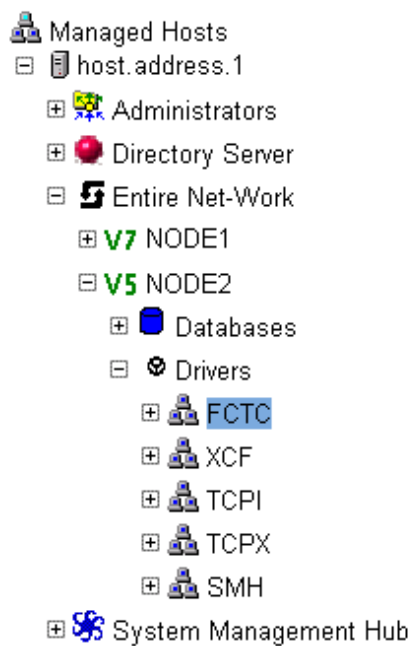 Managed Hosts
host.address.1
Administrators
Directory Server
Entire Net-Work
V7 NODE1
V5 NODE2
Databases
Drivers
FCTC
XCF
TCPI
TCPX
SMH
System Management Hub